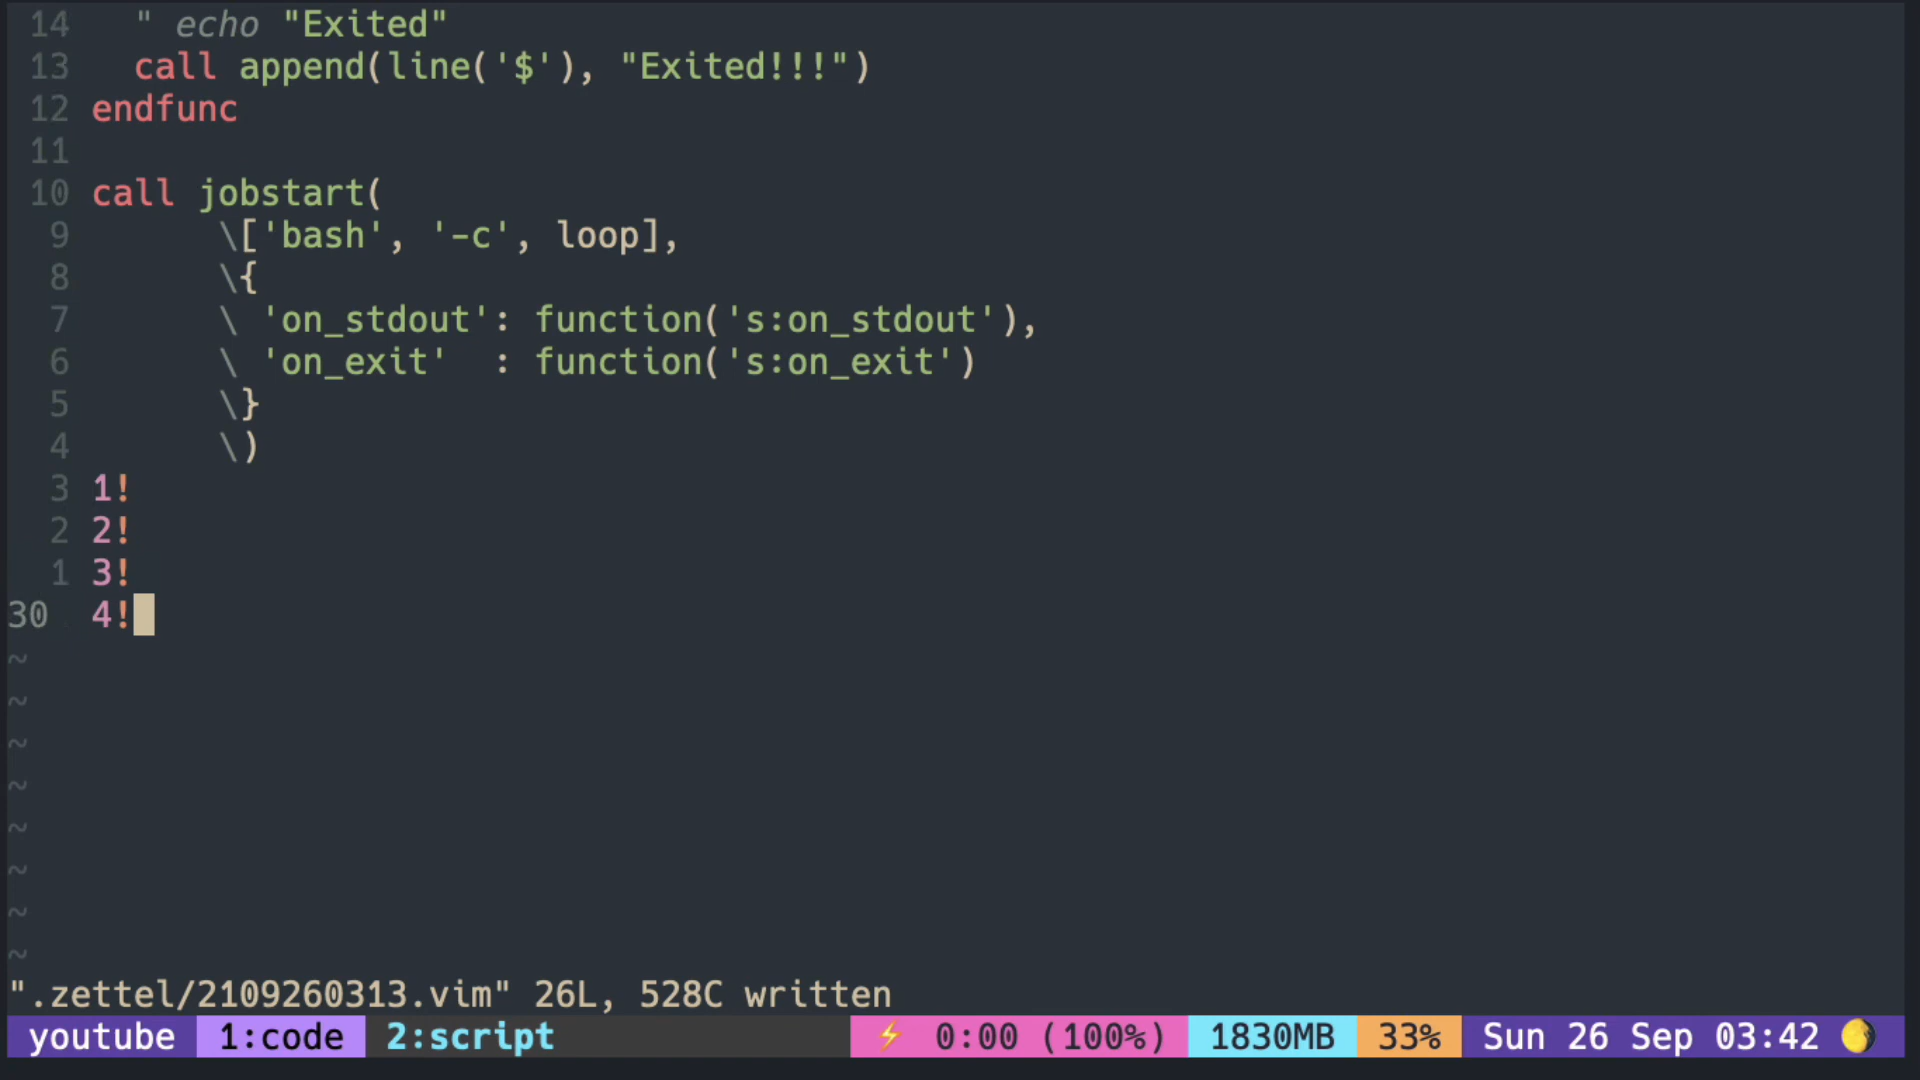 14   " echo "Exited"
13   call append(line('$'), "Exited!!!")
12 endfunc
11
10 call jobstart(
 9       \['bash', '-c', loop],
 8       \{
 7       \ 'on_stdout': function('s:on_stdout'),
 6       \ 'on_exit'  : function('s:on_exit')
 5       \}
 4       \)
 3 1!
 2 2!
 1 3!
30  4!
~
~
~
~
~
~
~
~
".zettel/2109260313.vim" 26L, 528C written
youtube 1:code 2:script ⚡ 0:00 (100%) 1830MB 33% Sun 26 Sep 03:42 🌖